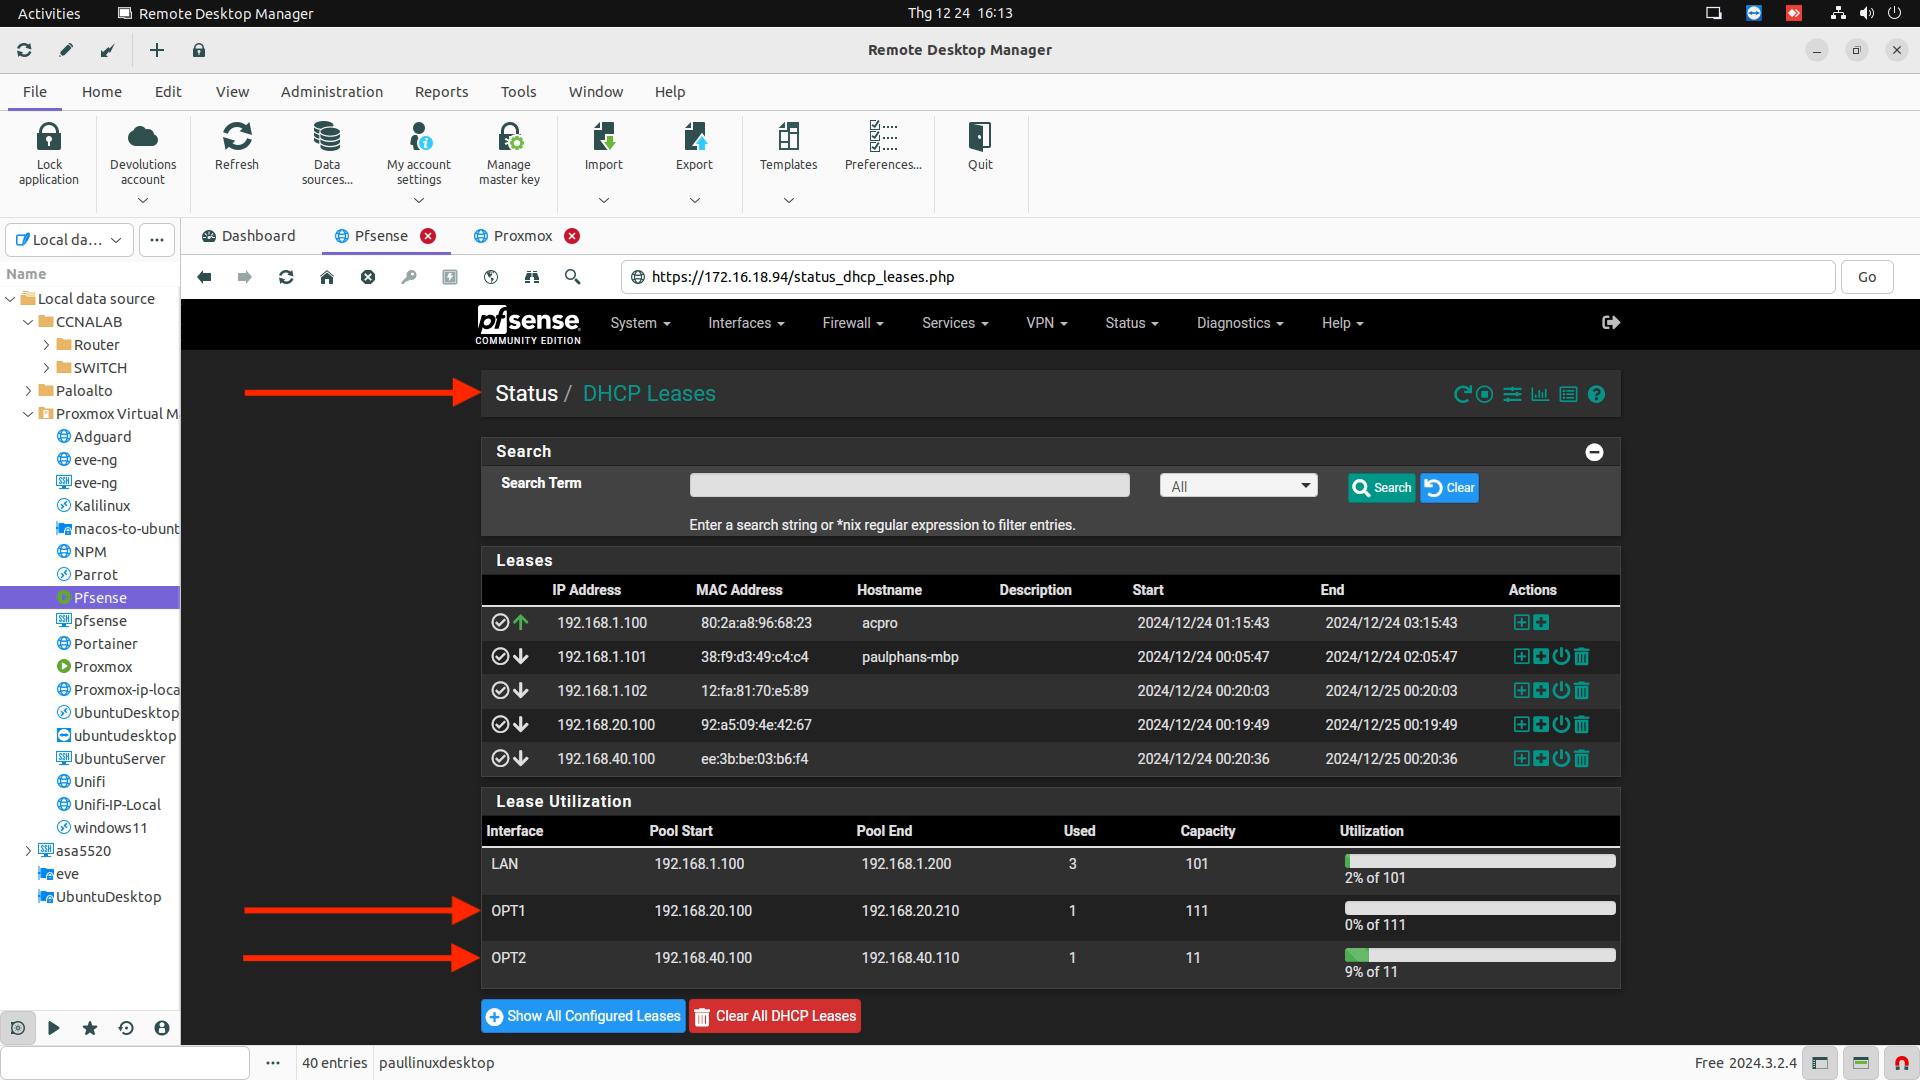 Activities Remote Desktop Manager Thg 12 24 16:13
Remote Desktop Manager
File Home Edit View Administration Reports Tools Window Help
Lock application
Devolutions account
Refresh
Data sources...
My account settings
Manage master key
Import
Export
Templates
Preferences...
Quit
Local da...
Dashboard Pfsense Proxmox
https://172.16.18.94/status_dhcp_leases.php Go
Name
Local data source
CCNALAB
Router
SWITCH
Paloalto
Proxmox Virtual M
Adguard
eve-ng
eve-ng
Kalilinux
macos-to-ubunt
NPM
Parrot
Pfsense
pfsense
Portainer
Proxmox
Proxmox-ip-loca
UbuntuDesktop
ubuntudesktop
UbuntuServer
Unifi
Unifi-IP-Local
windows11
asa5520
eve
UbuntuDesktop
pfsense
COMMUNITY EDITION
System Interfaces Firewall Services VPN Status Diagnostics Help
Status / DHCP Leases
Search
Search Term All Search Clear
Enter a search string or *nix regular expression to filter entries.
Leases
IP Address MAC Address Hostname Description Start End Actions
192.168.1.100 80:2a:a8:96:68:23 acpro 2024/12/24 01:15:43 2024/12/24 03:15:43
192.168.1.101 38:f9:d3:49:c4:c4 paulphans-mbp 2024/12/24 00:05:47 2024/12/24 02:05:47
192.168.1.102 12:fa:81:70:e5:89 2024/12/24 00:20:03 2024/12/25 00:20:03
192.168.20.100 92:a5:09:4e:42:67 2024/12/24 00:19:49 2024/12/25 00:19:49
192.168.40.100 ee:3b:be:03:b6:f4 2024/12/24 00:20:36 2024/12/25 00:20:36
Lease Utilization
Interface Pool Start Pool End Used Capacity Utilization
LAN 192.168.1.100 192.168.1.200 3 101
2% of 101
OPT1 192.168.20.100 192.168.20.210 1 111
0% of 111
OPT2 192.168.40.100 192.168.40.110 1 11
9% of 11
Show All Configured Leases Clear All DHCP Leases
40 entries paullinuxdesktop Free 2024.3.2.4